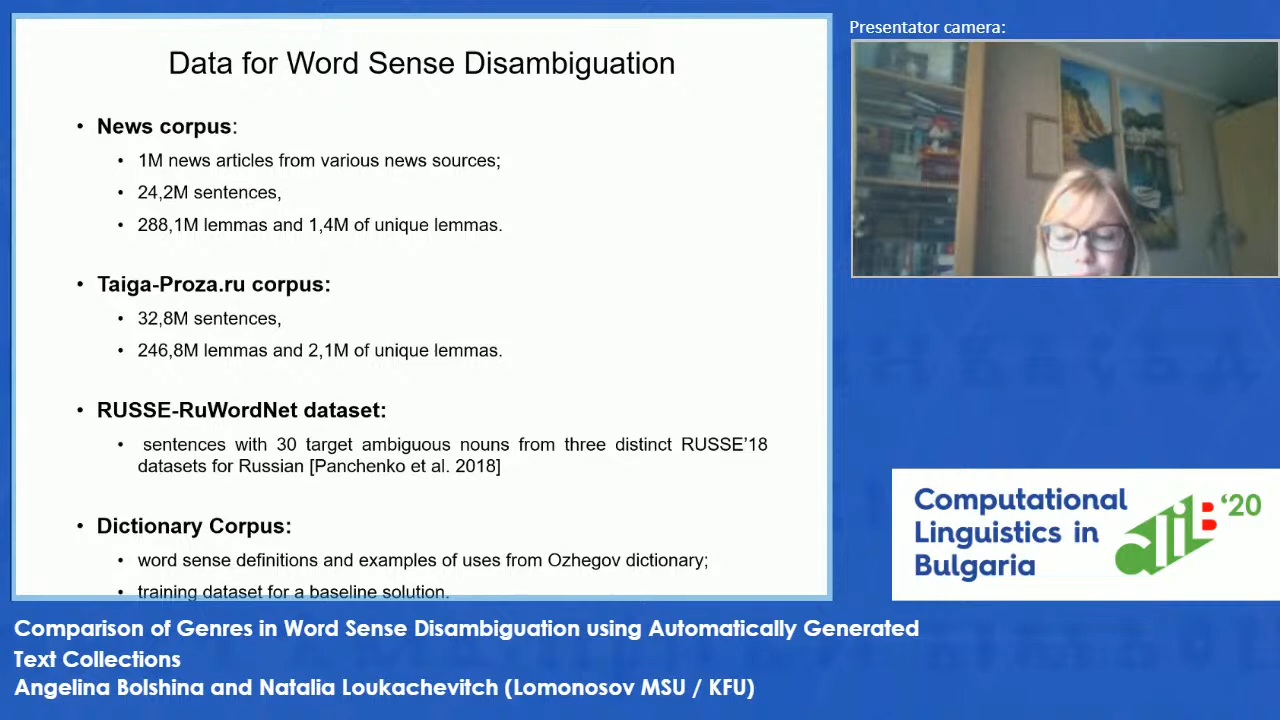 Data for Word Sense Disambiguation
• News corpus:
• 1M news articles from various news sources;
• 24,2M sentences,
• 288,1M lemmas and 1,4M of unique lemmas.
• Taiga-Proza.ru corpus:
• 32,8M sentences,
• 246,8M lemmas and 2,1M of unique lemmas.
• RUSSE-RuWordNet dataset:
• sentences with 30 target ambiguous nouns from three distinct RUSSE’18
datasets for Russian [Panchenko et al. 2018]
• Dictionary Corpus:
• word sense definitions and examples of uses from Ozhegov dictionary;
• training dataset for a baseline solution.
Presentator camera:
Computational
Linguistics in
Bulgaria
clIB ‘20
Comparison of Genres in Word Sense Disambiguation using Automatically Generated
Text Collections
Angelina Bolshina and Natalia Loukachevitch (Lomonosov MSU / KFU)